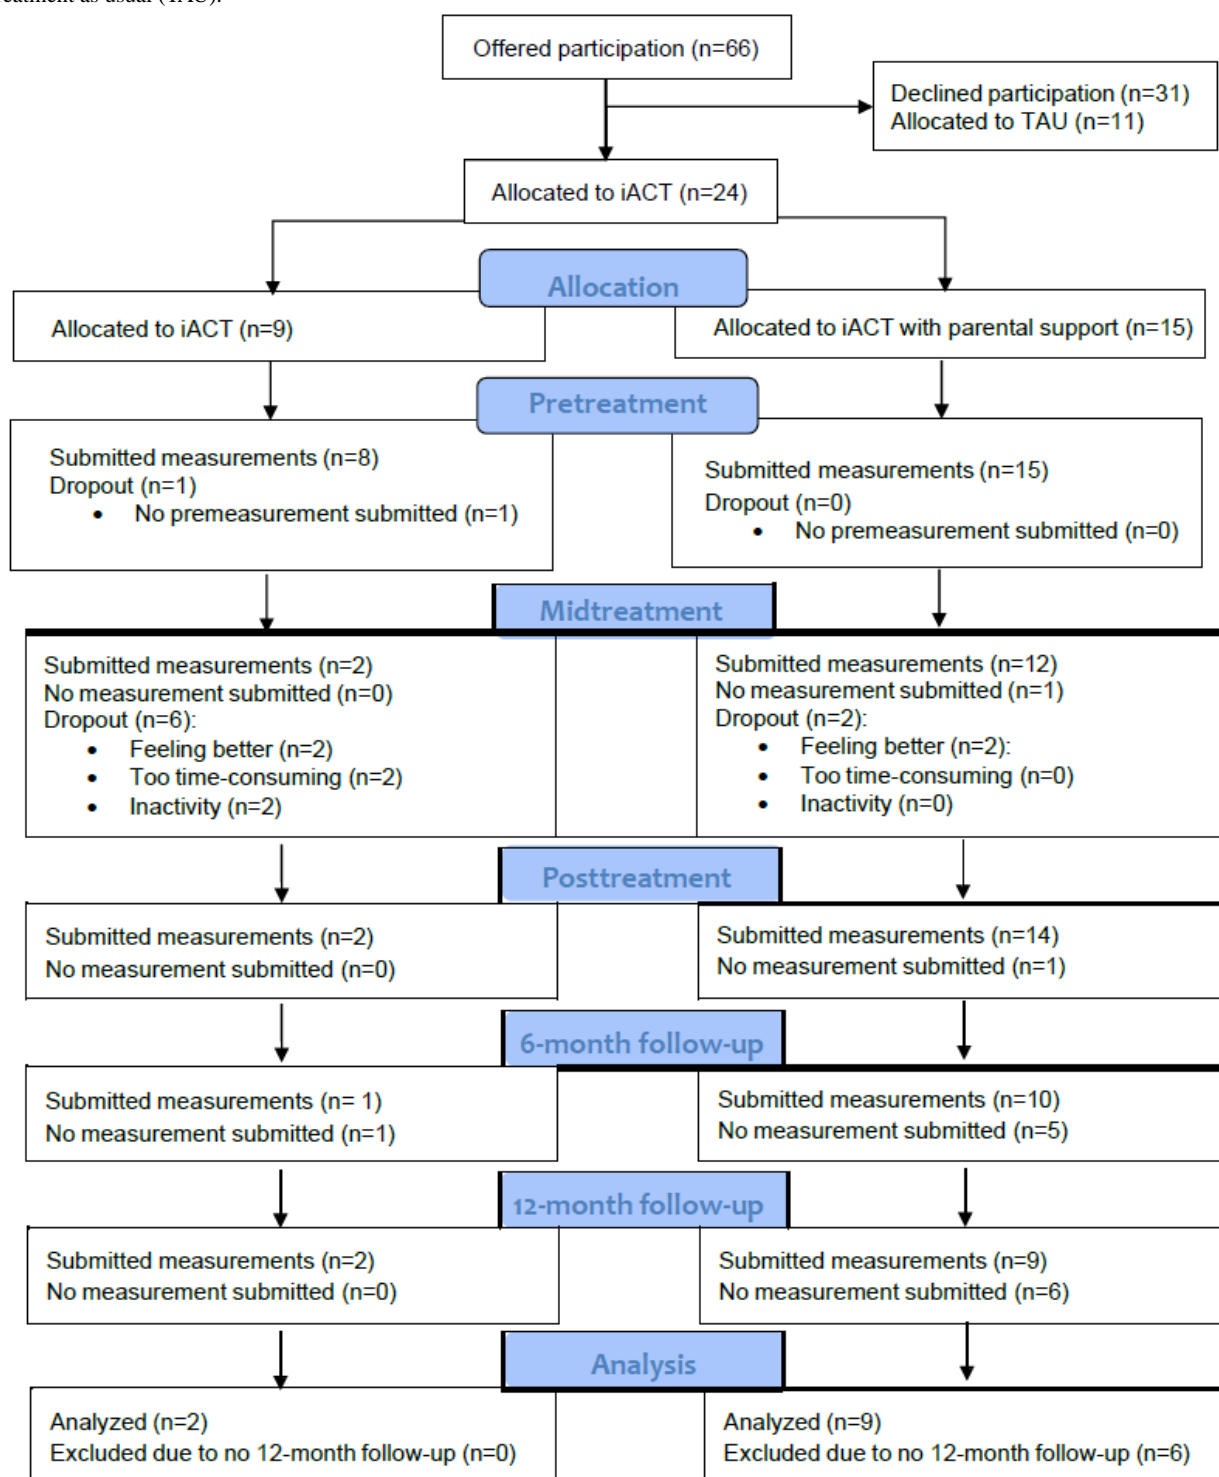 treatment as usual (TAU).
Offered participation (n=66)
Declined participation (n=31)
Allocated to TAU (n=11)
Allocated to iACT (n=24)
Allocation
Allocated to iACT (n=9)
Allocated to iACT with parental support (n=15)
Pretreatment
Submitted measurements (n=8)
Dropout (n=1)
• No premeasurement submitted (n=1)
Submitted measurements (n=15)
Dropout (n=0)
• No premeasurement submitted (n=0)
Midtreatment
Submitted measurements (n=2)
No measurement submitted (n=0)
Dropout (n=6):
• Feeling better (n=2)
• Too time-consuming (n=2)
• Inactivity (n=2)
Submitted measurements (n=12)
No measurement submitted (n=1)
Dropout (n=2):
• Feeling better (n=2):
• Too time-consuming (n=0)
• Inactivity (n=0)
Posttreatment
Submitted measurements (n=2)
No measurement submitted (n=0)
Submitted measurements (n=14)
No measurement submitted (n=1)
6-month follow-up
Submitted measurements (n= 1)
No measurement submitted (n=1)
Submitted measurements (n=10)
No measurement submitted (n=5)
12-month follow-up
Submitted measurements (n=2)
No measurement submitted (n=0)
Submitted measurements (n=9)
No measurement submitted (n=6)
Analysis
Analyzed (n=2)
Excluded due to no 12-month follow-up (n=0)
Analyzed (n=9)
Excluded due to no 12-month follow-up (n=6)